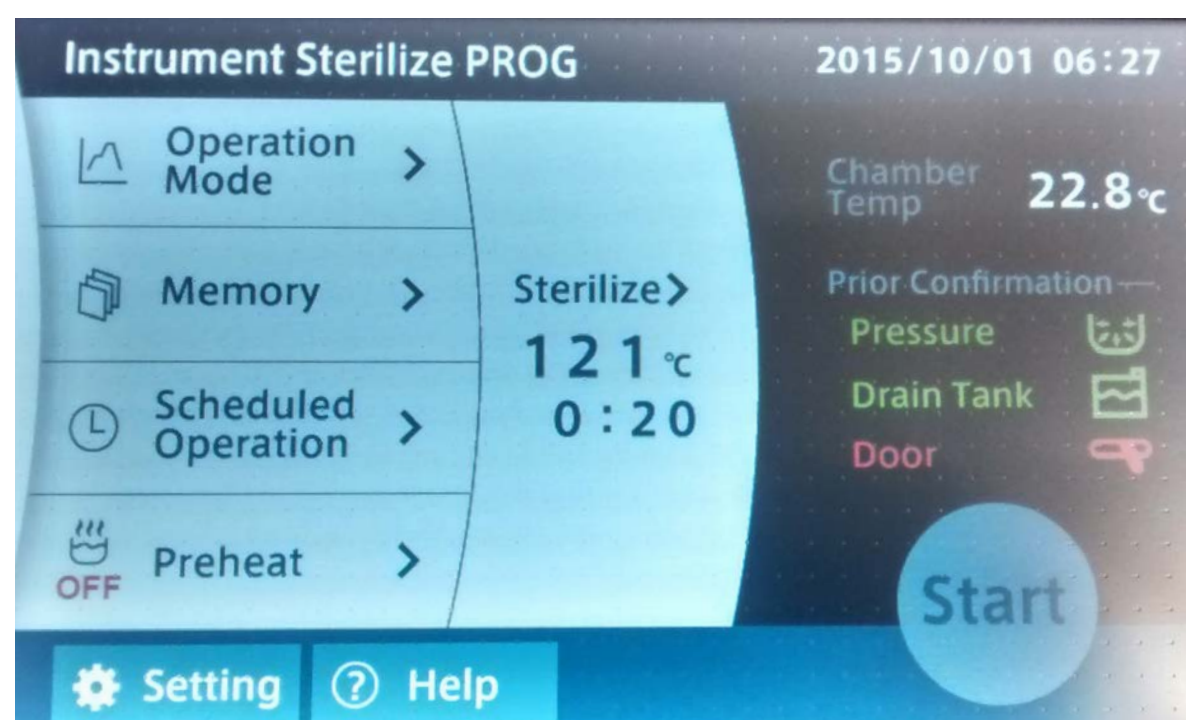 Instrument Sterilize PROG 2015/10/01 06:27
Operation
Mode
Memory
Scheduled
Operation
OFF Preheat
Sterilize
121℃
0:20
Chamber
Temp 22.8℃
Prior Confirmation
Pressure
Drain Tank
Door
Start
Setting
Help